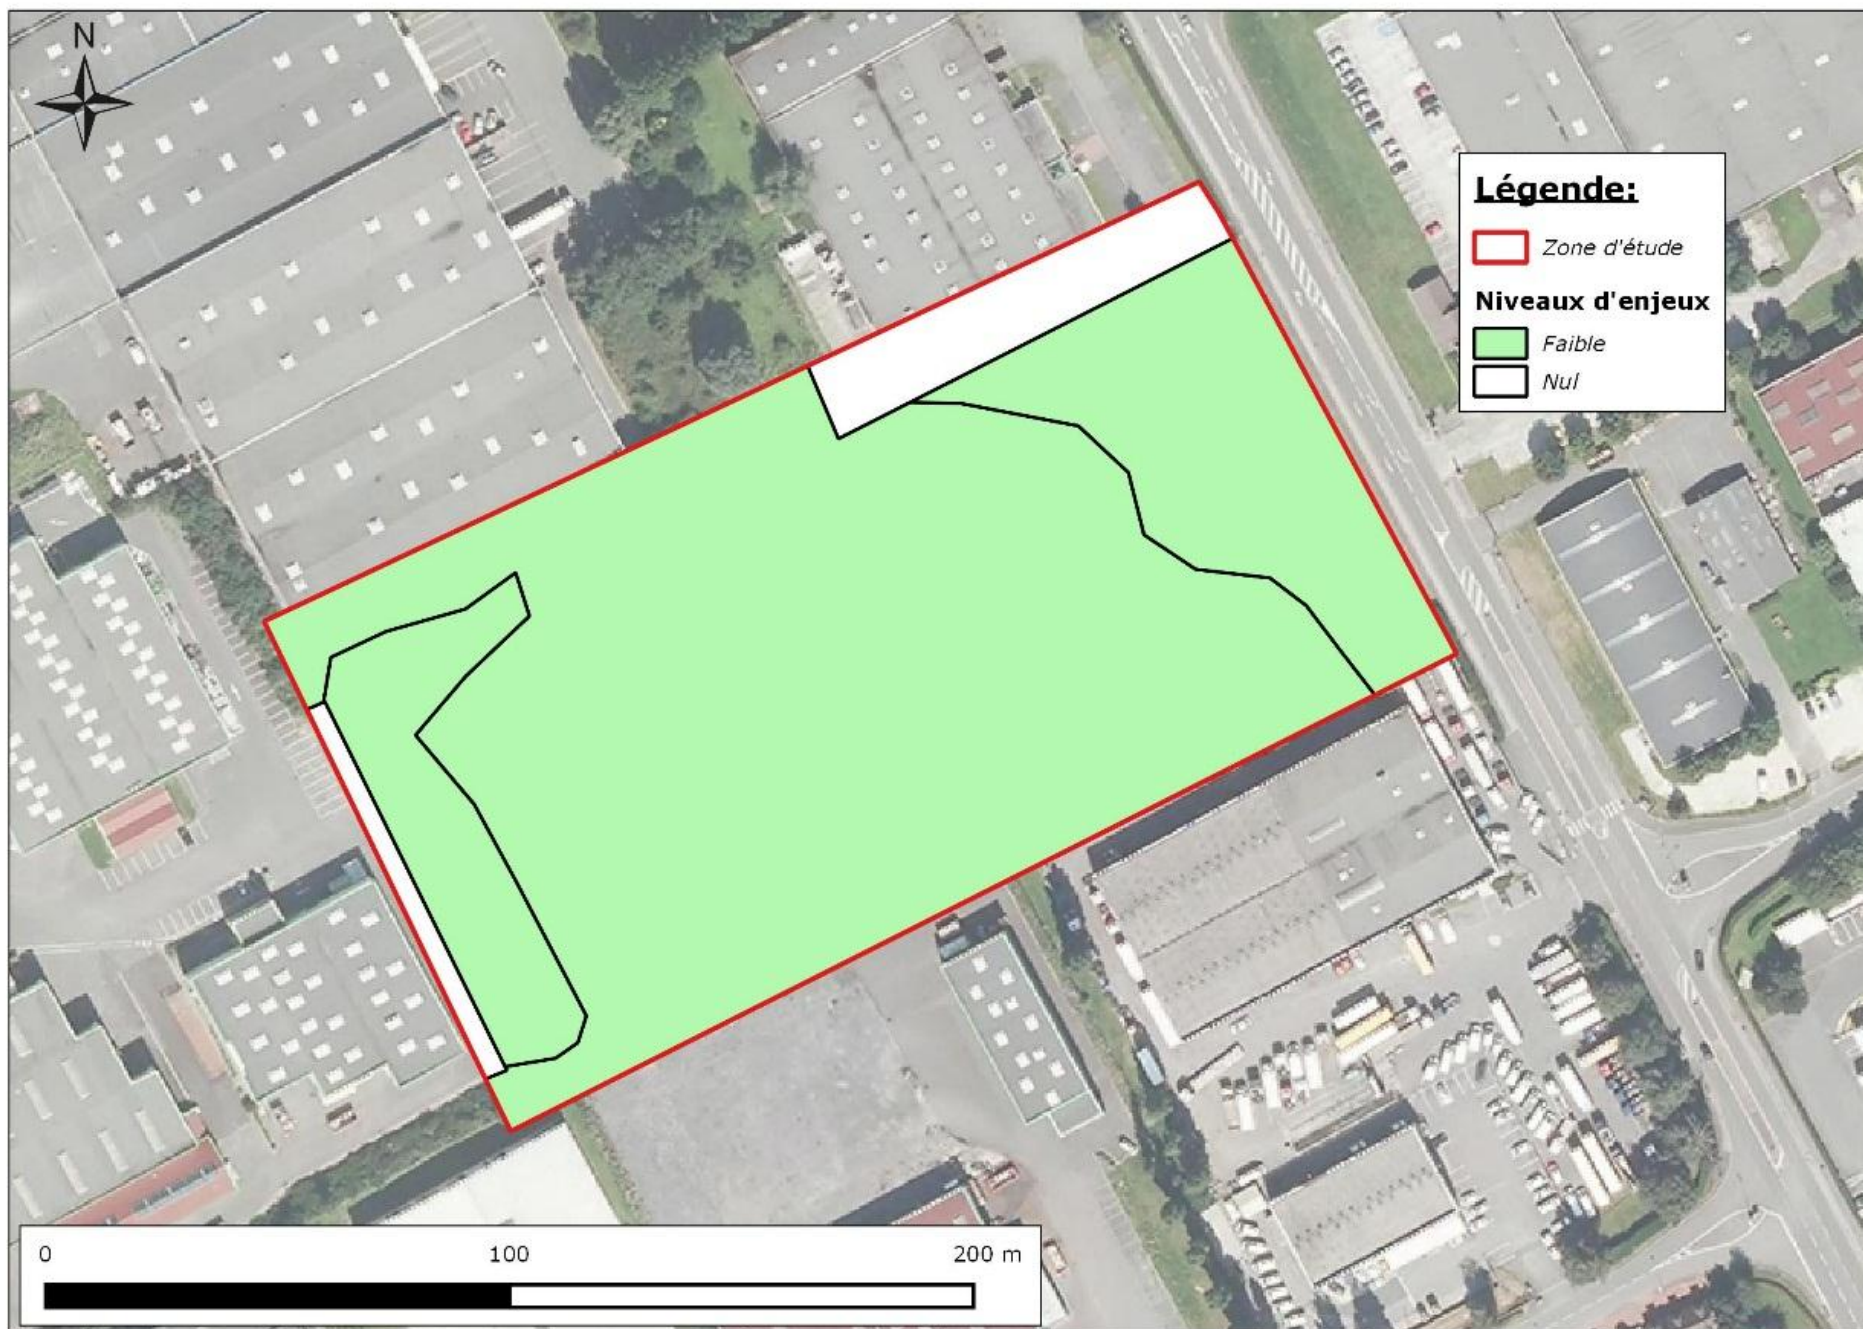 N
Légende:
Zone d'étude
Niveaux d'enjeux
Faible
Nul
0 100 200 m